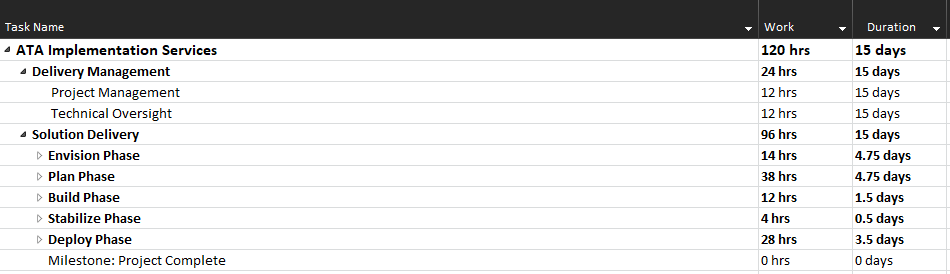 Task Name Work Duration
ATA Implementation Services 120 hrs 15 days
Delivery Management 24 hrs 15 days
Project Management 12 hrs 15 days
Technical Oversight 12 hrs 15 days
Solution Delivery 96 hrs 15 days
Envision Phase 14 hrs 4.75 days
Plan Phase 38 hrs 4.75 days
Build Phase 12 hrs 1.5 days
Stabilize Phase 4 hrs 0.5 days
Deploy Phase 28 hrs 3.5 days
Milestone: Project Complete 0 hrs 0 days